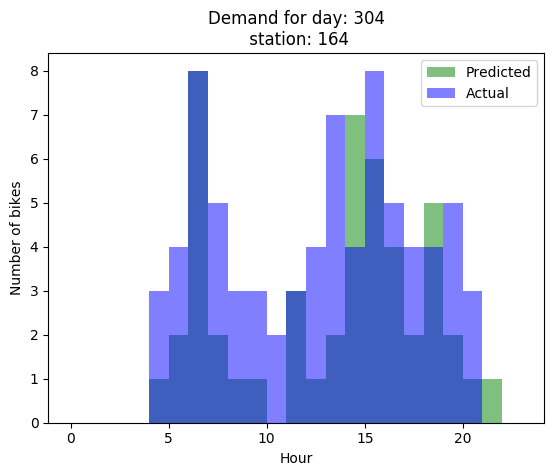 Demand for day: 304
station: 164
Predicted
Actual
Number of bikes
8
7
6
5
4
3
2
1
0
0 5 10 15 20
Hour